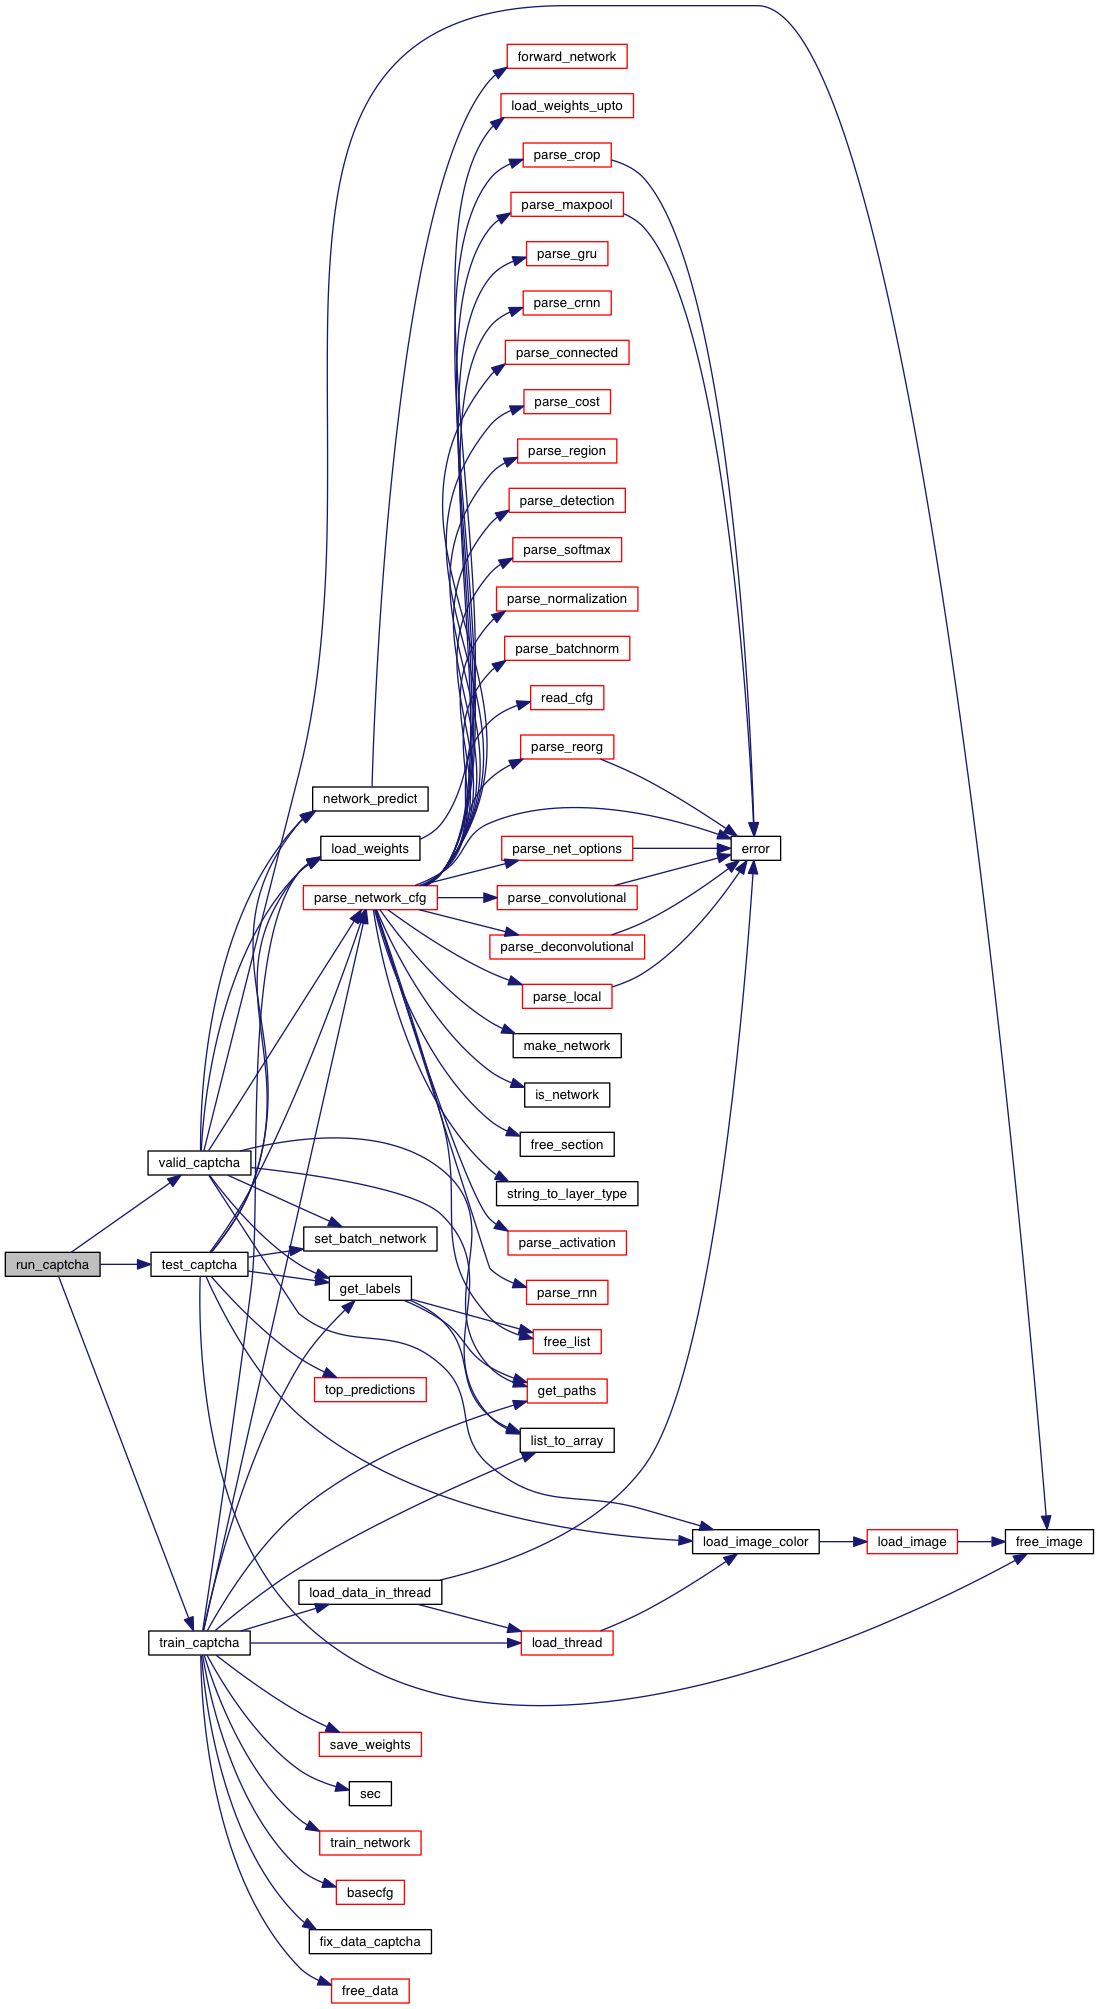 forward_network
load_weights_upto
parse_crop
parse_maxpool
parse_gru
parse_crnn
parse_connected
parse_cost
parse_region
parse_detection
parse_softmax
parse_normalization
parse_batchnorm
read_cfg
parse_reorg
network_predict
load_weights
parse_net_options
error
parse_network_cfg
parse_convolutional
parse_deconvolutional
parse_local
make_network
is_network
free_section
valid_captcha
string_to_layer_type
set_batch_network
parse_activation
run_captcha
test_captcha
get_labels
parse_rnn
free_list
top_predictions
get_paths
list_to_array
load_image_color
load_image
free_image
load_data_in_thread
train_captcha
load_thread
save_weights
sec
train_network
basecfg
fix_data_captcha
free_data